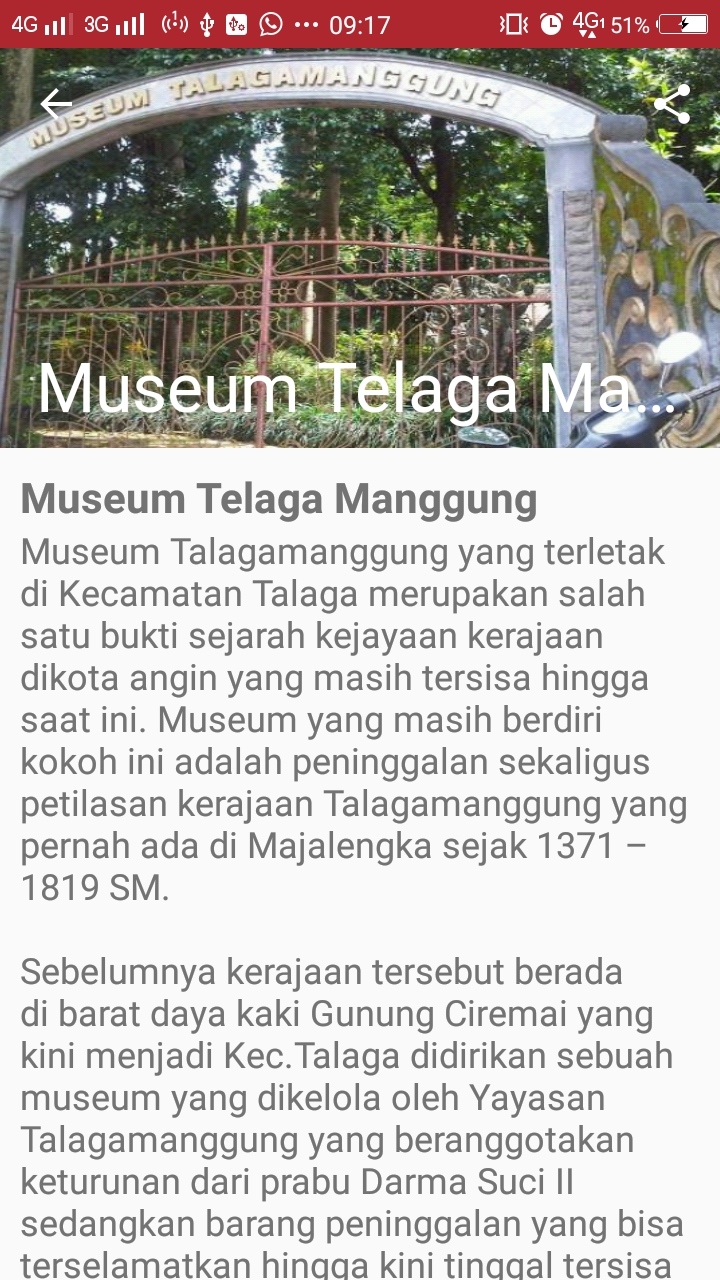 4G 3G 09:17 4G1 51%
MUSEUM TALAGAMANGGUNG
Museum Telaga Ma...
Museum Telaga Manggung
Museum Talagamanggung yang terletak
di Kecamatan Talaga merupakan salah
satu bukti sejarah kejayaan kerajaan
dikota angin yang masih tersisa hingga
saat ini. Museum yang masih berdiri
kokoh ini adalah peninggalan sekaligus
petilasan kerajaan Talagamanggung yang
pernah ada di Majalengka sejak 1371 –
1819 SM.
Sebelumnya kerajaan tersebut berada
di barat daya kaki Gunung Ciremai yang
kini menjadi Kec.Talaga didirikan sebuah
museum yang dikelola oleh Yayasan
Talagamanggung yang beranggotakan
keturunan dari prabu Darma Suci II
sedangkan barang peninggalan yang bisa
terselamatkan hingga kini tinggal tersisa